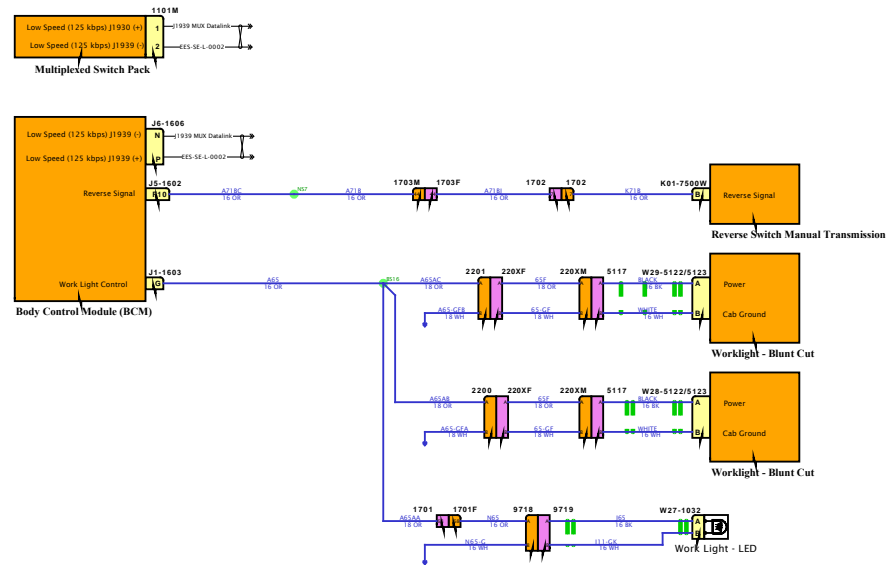 1101M
Low Speed (125 kbps) J1930 (+) 1 J1939 MUX Datalink
Low Speed (125 kbps) J1939 (-) 2 EES-SE-L-0002
Multiplexed Switch Pack
J6-1606
Low Speed (125 kbps) J1939 (-) N J1939 MUX Datalink
Low Speed (125 kbps) J1939 (+) P EES-SE-L-0002
J5-1602 1703M 1703F 1702 1702 K01-7500W
Reverse Signal F10 A71BC N57 A71B A71BJ K71B B Reverse Signal
16 OR 16 OR 16 OR 16 OR
Reverse Switch Manual Transmission
J1-1603 2201 220XF 220XM 5117 W29-5122/5123
Work Light Control G A65 BS16 A65AC A 65F A BLACK A Power
16 OR 18 OR 18 OR 16 BK
Body Control Module (BCM)
A65-GFB 65-GF WHITE B Cab Ground
18 WH 18 WH 16 WH
Worklight - Blunt Cut
2200 220XF 220XM 5117 W28-5122/5123
A65AB A 65F A BLACK A Power
18 OR 18 OR 16 BK
A65-GFA 65-GF WHITE B Cab Ground
18 WH 18 WH 16 WH
Worklight - Blunt Cut
1701 1701F 9718 9719 W27-1032
A65AA N65 J65 A
18 OR 16 OR 16 BK
N65-G J11-GK B
16 WH 16 WH
Work Light - LED